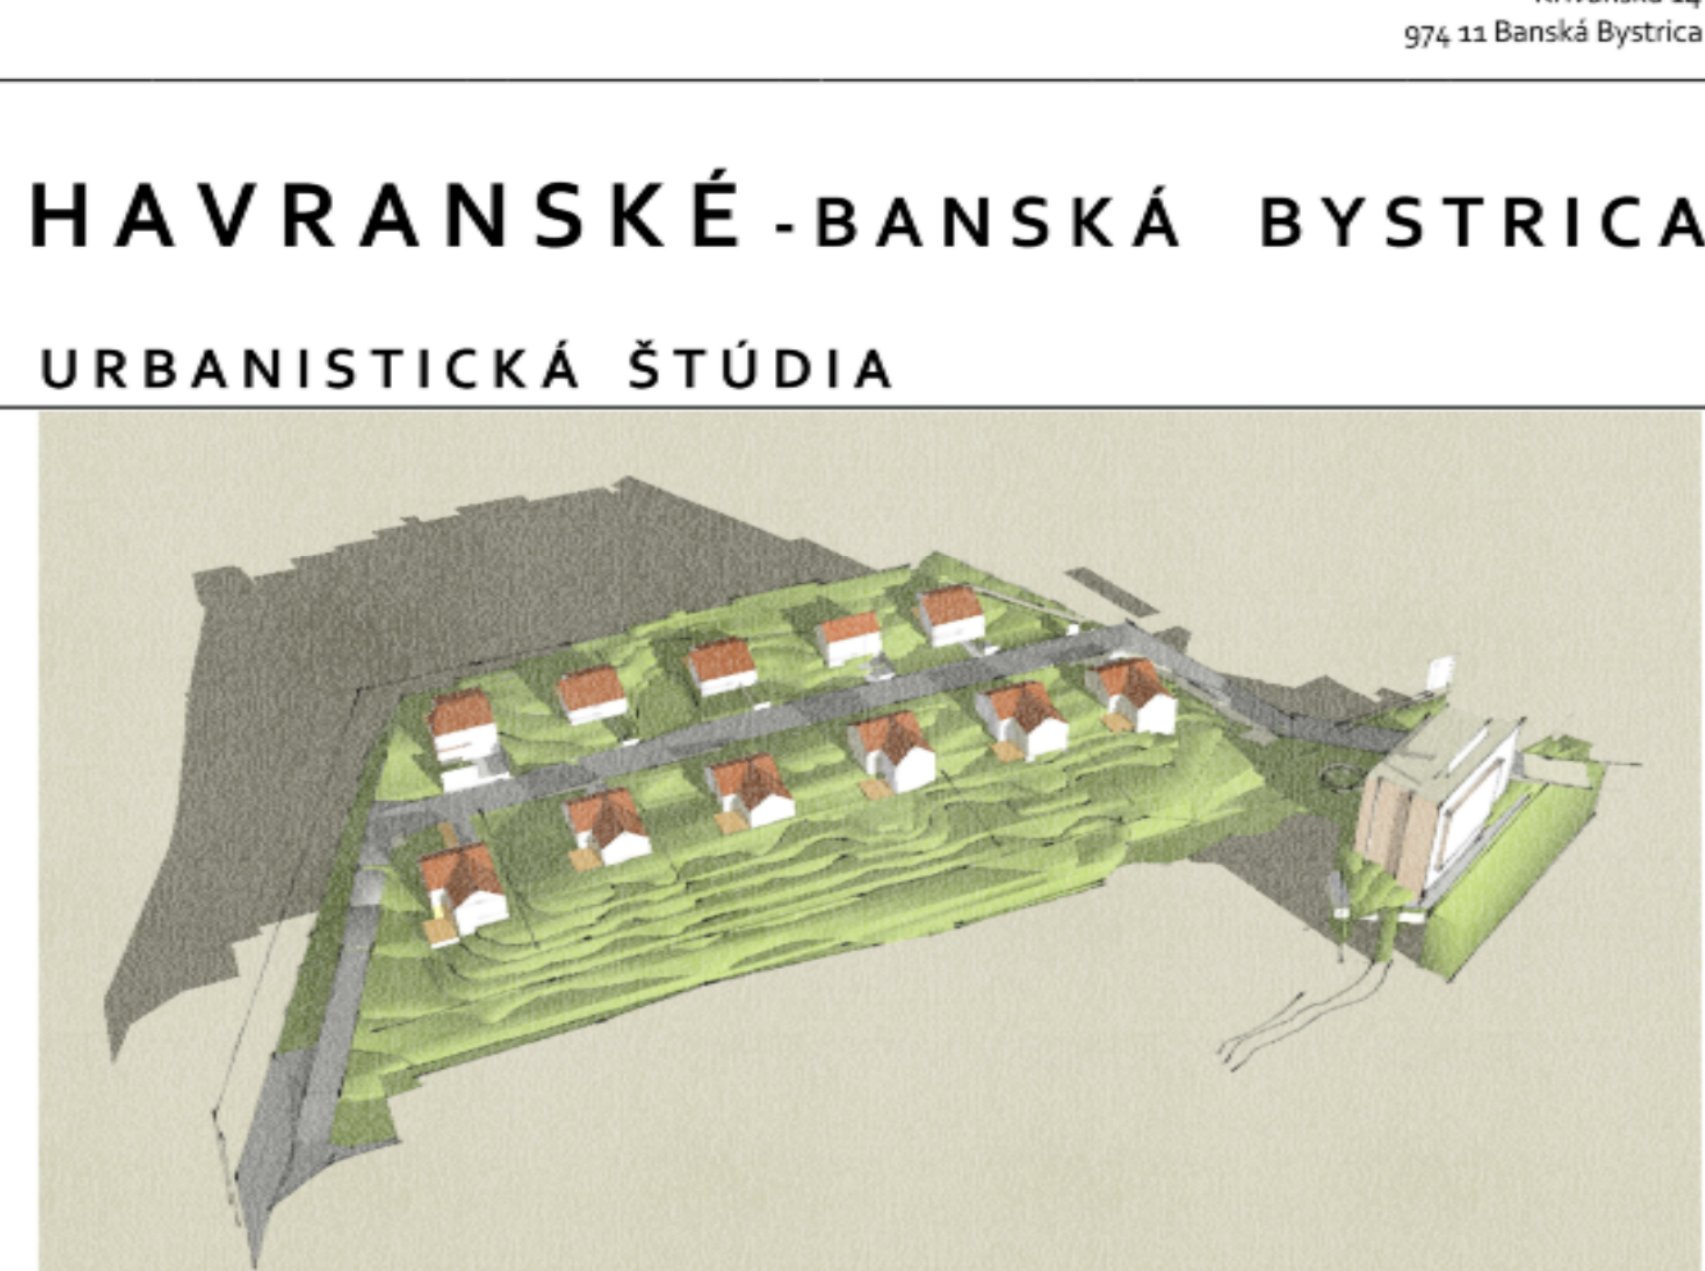 974 11 Banská Bystrica
HAVRANSKÉ - BANSKÁ BYSTRICA
URBANISTICKÁ ŠTÚDIA